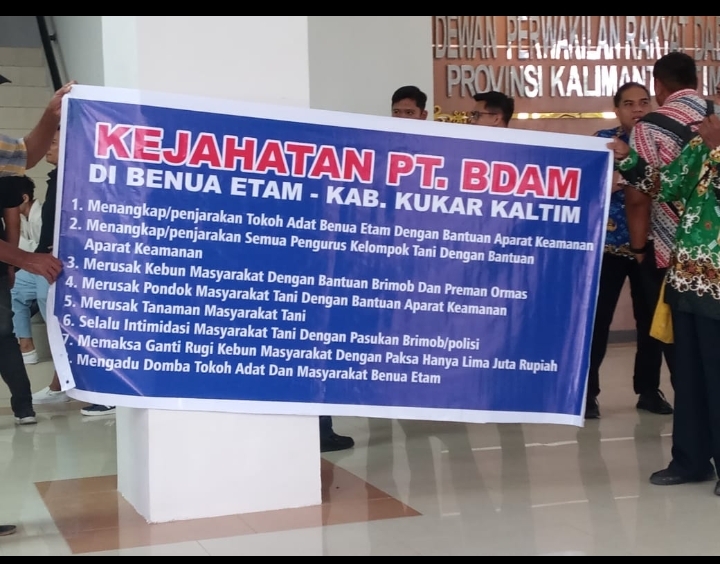 DEWAN PERWAKILAN RAKYAT
PROVINSI
KEJAHATAN PT. BDAM
DI BENUA ETAM - KAB. KUKAR KALTIM
1. Menangkap/penjarakan Tokoh Adat Benua Etam Dengan Bantuan Aparat Keamanan
2. Menangkap/penjarakan Semua Pengurus Kelompok Tani Dengan Bantuan
Aparat Keamanan
3. Merusak Kebun Masyarakat Dengan Bantuan Brimob Dan Preman Ormas
4. Merusak Pondok Masyarakat Tani Dengan Bantuan Aparat Keamanan
5. Merusak Tanaman Masyarakat Tani
6. Selalu Intimidasi Masyarakat Tani Dengan Pasukan Brimob/polisi
7. Memaksa Ganti Rugi Kebun Masyarakat Dengan Paksa Hanya Lima Juta Rupiah
Mengadu Domba Tokoh Adat Dan Masyarakat Benua Etam